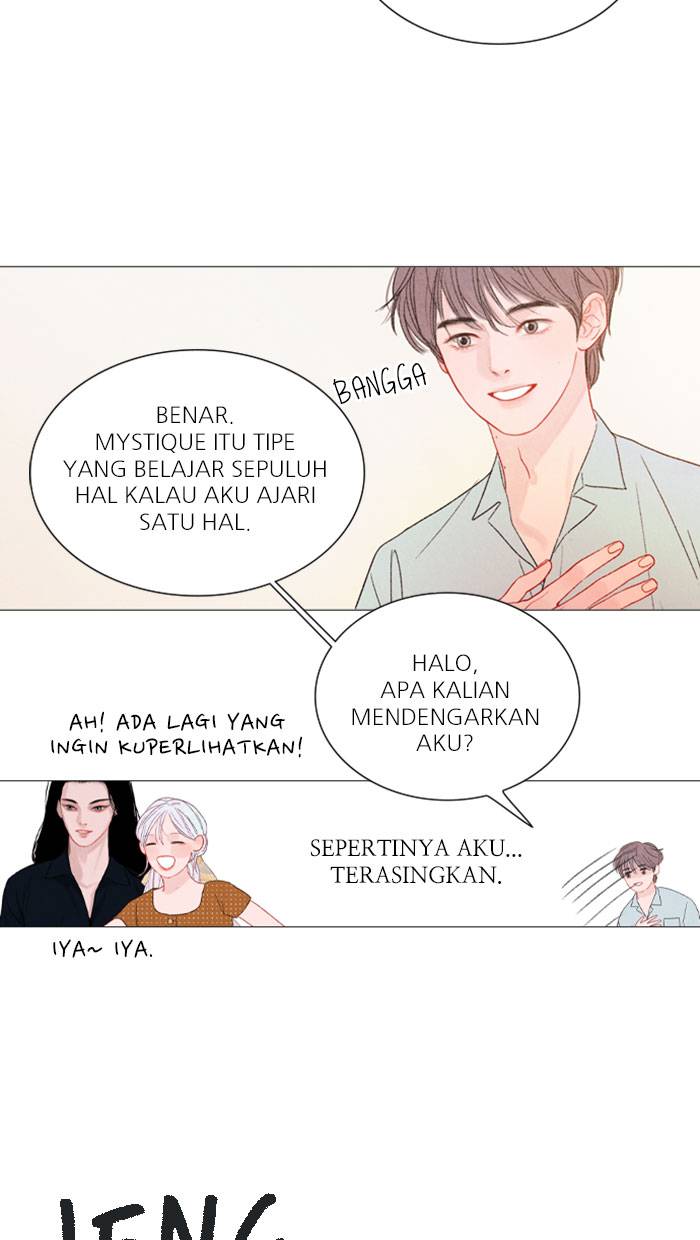 BANGGA
BENAR.
MYSTIQUE ITU TIPE
YANG BELAJAR SEPULUH
HAL KALAU AKU AJARI
SATU HAL.
HALO,
APA KALIAN
MENDENGARKAN
AKU?
AH! ADA LAGI YANG
INGIN KUPERLIHATKAN!
SEPERTINYA AKU...
TERASINGKAN.
IYA~ IYA.
JENG